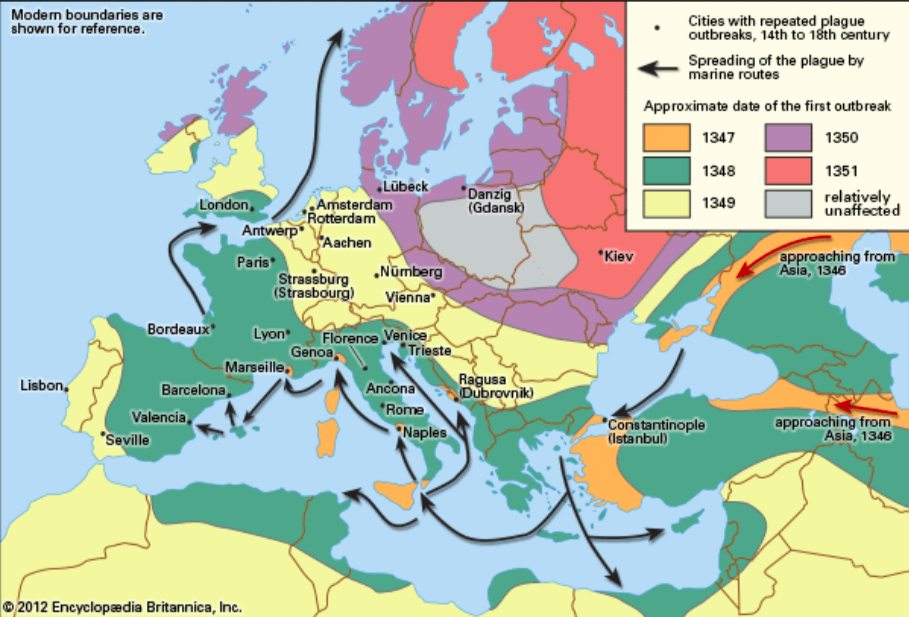 Modern boundaries are
shown for reference.
Cities with repeated plague
outbreaks, 14th to 18th century
Spreading of the plague by
marine routes
Approximate date of the first outbreak
1347
1350
1348
1351
1349
relatively
unaffected
Lübeck
Danzig
(Gdansk)
London
Amsterdam
Rotterdam
Antwerp
Aachen
Kiev
approaching from
Asia, 1346
Paris
Nürnberg
Strassburg
(Strasbourg)
Vienna
Bordeaux
Lyon
Florence
Venice
Genoa
Trieste
Marseille
Lisbon
Barcelona
Ancona
Ragusa
(Dubrovnik)
Valencia
Rome
Seville
Naples
Constantinople
(Istanbul)
approaching from
Asia, 1346
© 2012 Encyclopædia Britannica, Inc.